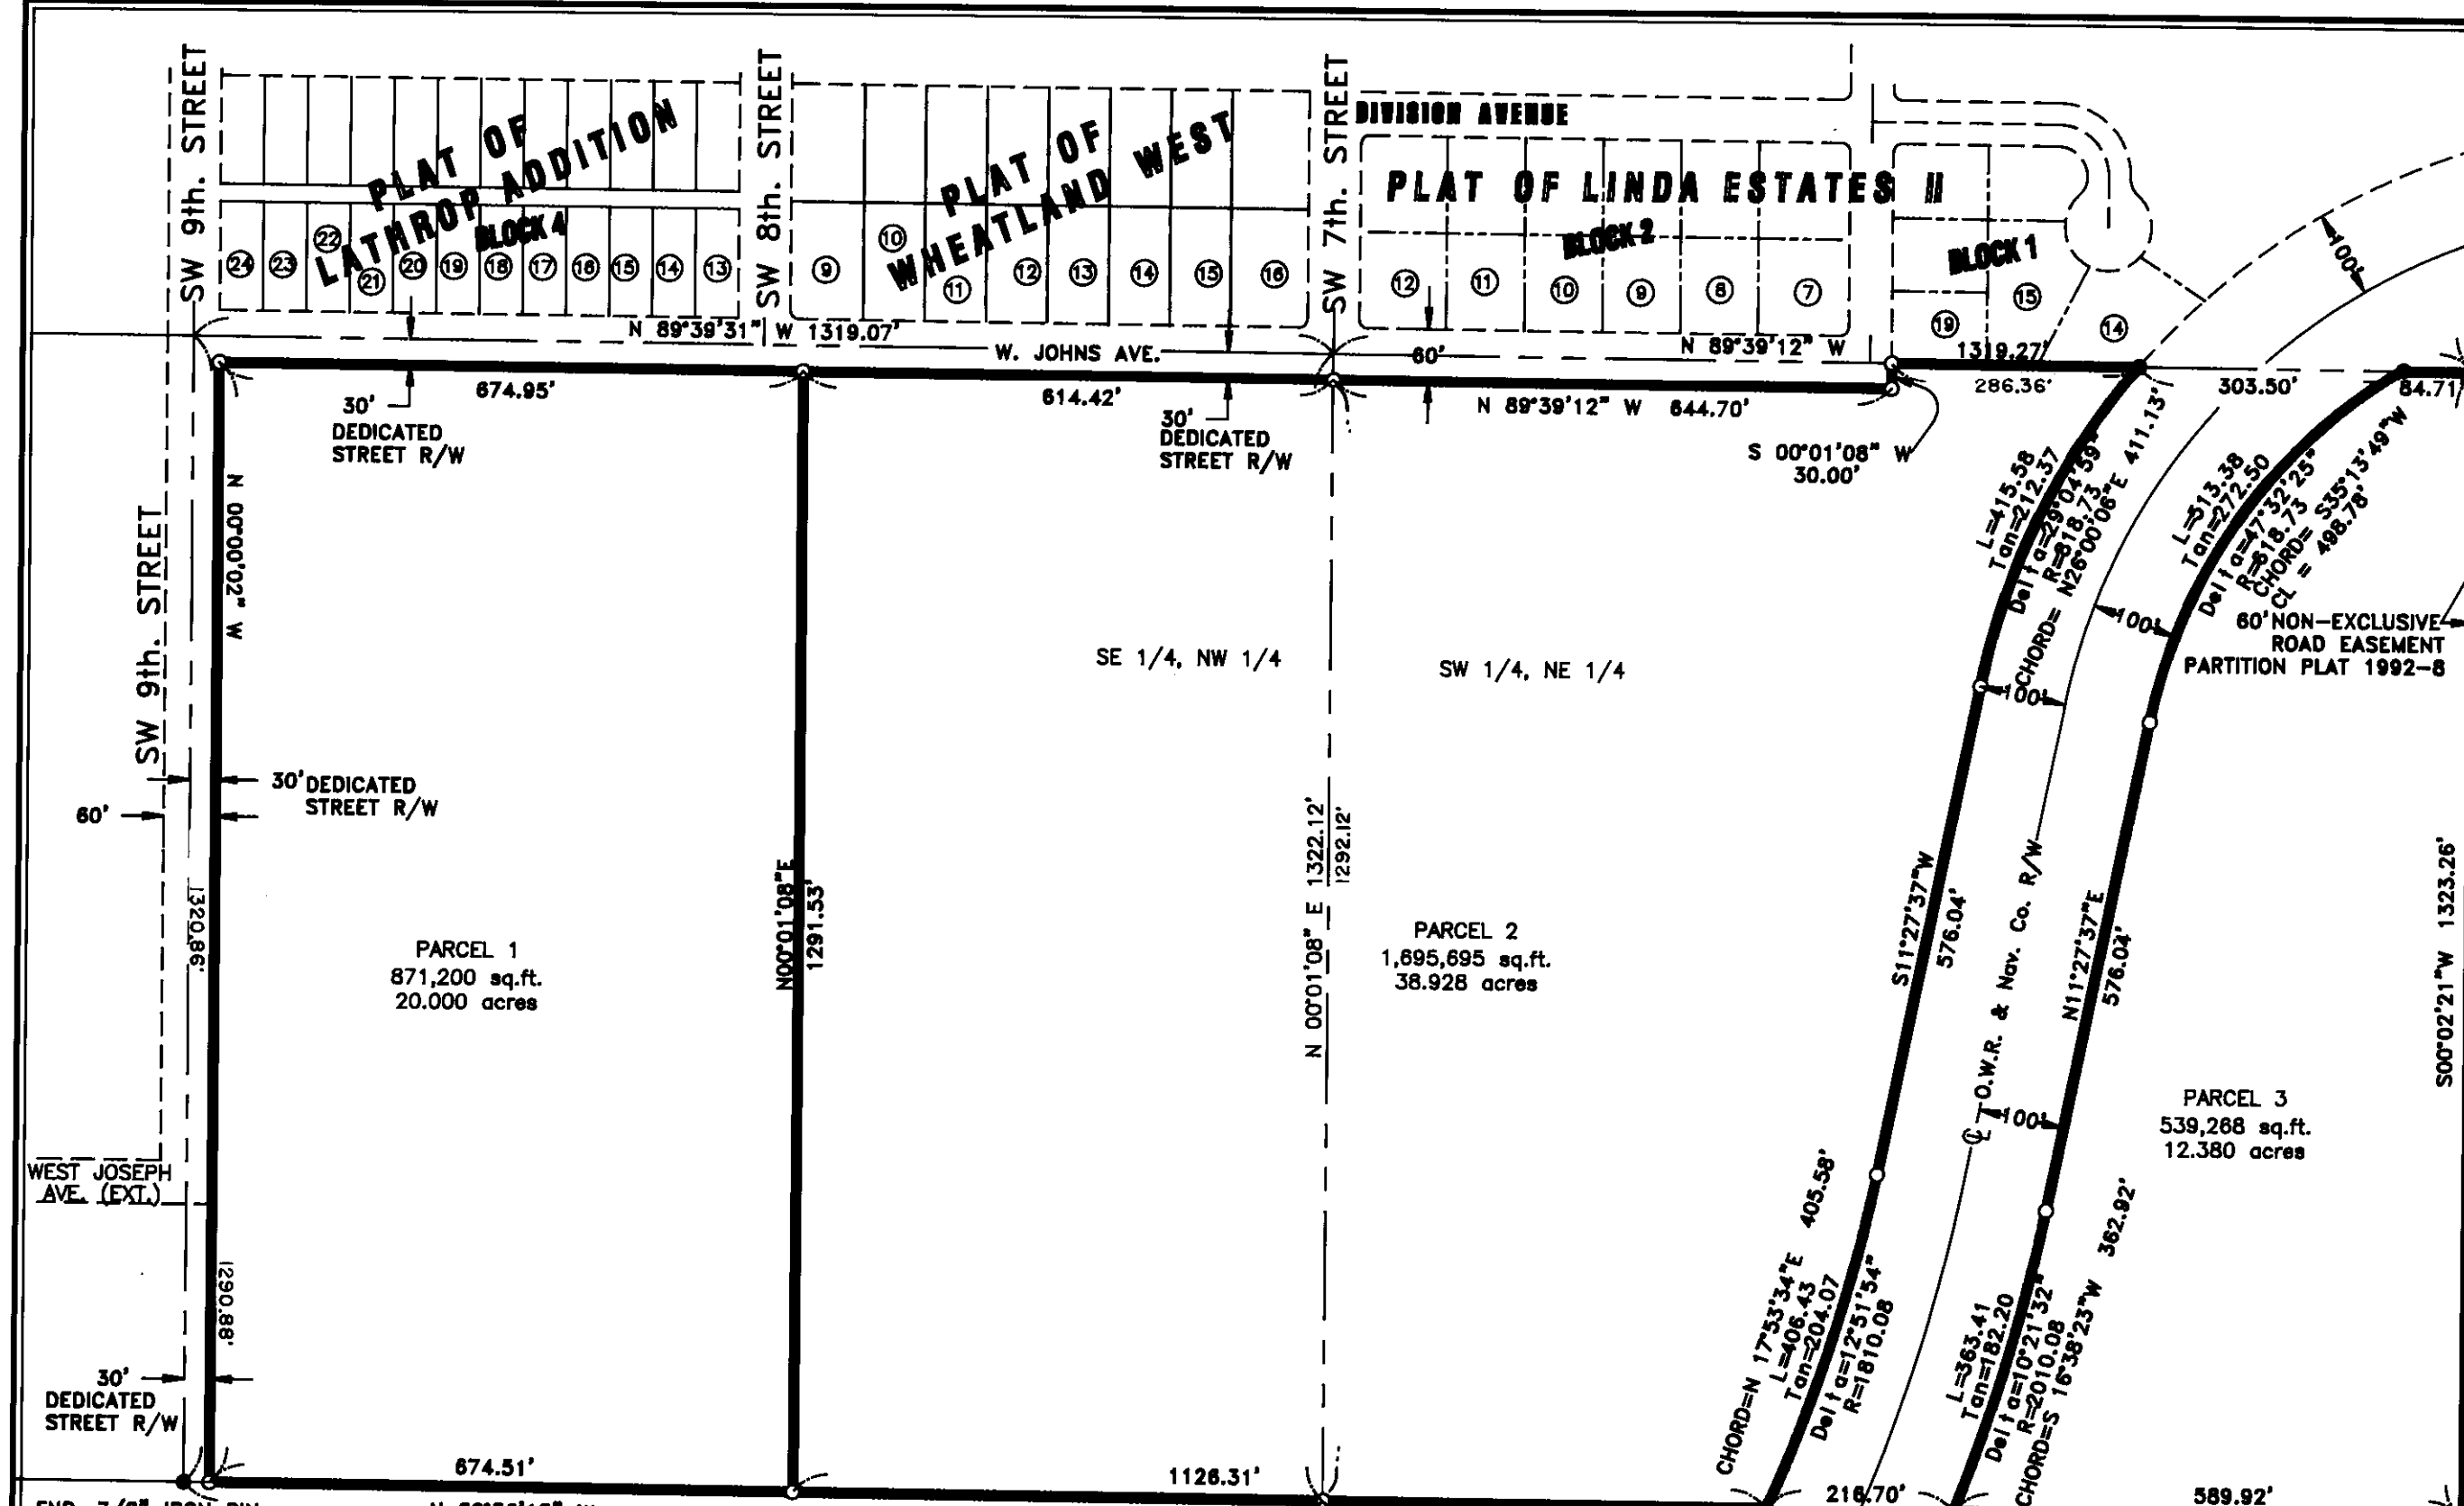 SW 9th. STREET
PLAT OF
LATHROP ADDITION
BLOCK 4
22
24
23
21
20
19
18
17
16
15
14
13
SW 8th. STREET
PLAT OF
WHEATLAND WEST
10
9
11
12
13
14
15
16
SW 7th. STREET
DIVISION AVENUE
PLAT OF LINDA ESTATES II
BLOCK 2
12
11
10
9
8
7
BLOCK 1
19
15
14
100'
N 89°39'31" W 1319.07'
W. JOHNS AVE.
60'
N 89°39'12" W
1319.27'
674.95'
614.42'
N 89°39'12" W 644.70'
286.36'
303.50'
84.71'
30'
DEDICATED
STREET R/W
30'
DEDICATED
STREET R/W
S 00°01'08" W
30.00'
N 00°00'02" W
SW 9th. STREET
L=415.58
Tan=212.37
Delta=29°04'59"
R=818.73
CHORD= N26°00'06"E 411.13'
L=513.38
Tan=272.50
Delta=47°32'25"
R=618.73
CHORD= S35°13'49"W
CL = 498.78'
60' NON-EXCLUSIVE
ROAD EASEMENT
PARTITION PLAT 1992-8
100'
100'
SE 1/4, NW 1/4
SW 1/4, NE 1/4
30' DEDICATED
STREET R/W
60'
1320.86'
N00°01'08"E
1291.53'
N 00°01'08" E 1322.12'
1292.12'
S11°27'37"W
576.04'
O.W.R. & Nav. Co. R/W
N11°27'37"E
576.04'
S00°02'21"W 1323.26'
PARCEL 1
871,200 sq.ft.
20.000 acres
PARCEL 2
1,695,695 sq.ft.
38.928 acres
PARCEL 3
539,268 sq.ft.
12.380 acres
100'
WEST JOSEPH
AVE. (EXT.)
1290.88'
30'
DEDICATED
STREET R/W
CHORD=N 17°53'34"E 405.58'
L=406.43
Tan=204.07
Delta=12°51'54"
R=1810.08
L=363.41
Tan=182.20
Delta=10°21'32"
R=2010.08
CHORD=S 16°38'23"W 362.92'
674.51'
1126.31'
216.70'
589.92'